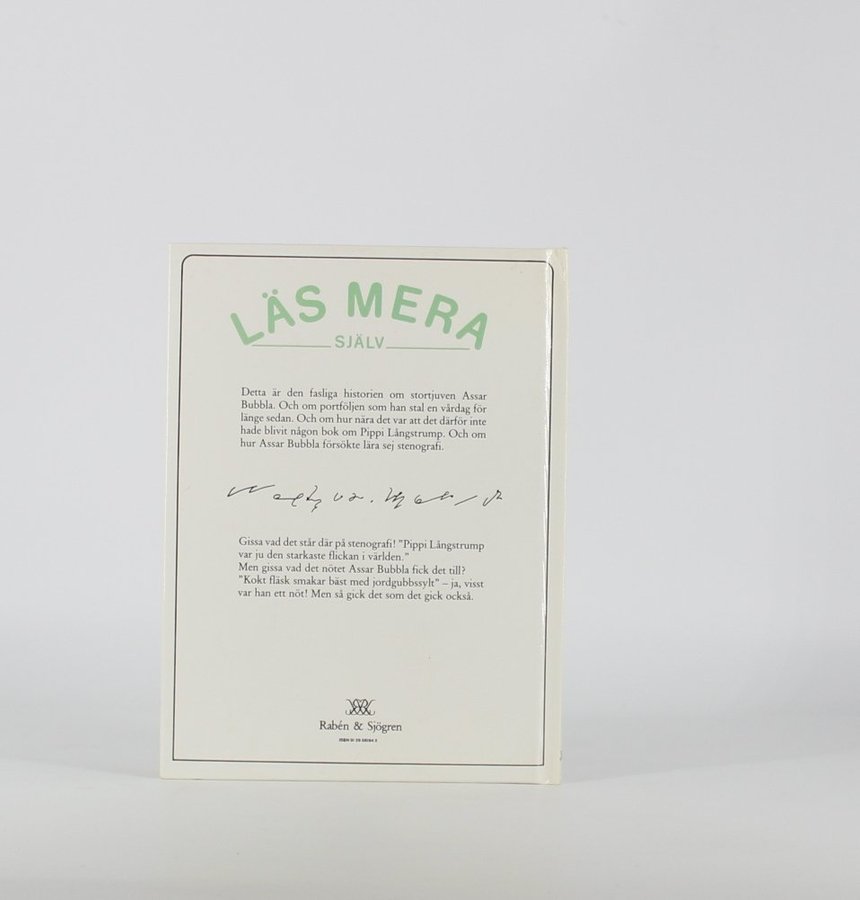 LÄS MERA
SJÄLV
Detta är den fasliga historien om stortjuven Assar
Bubbla. Och om portföljen som han stal en vårdag för
länge sedan. Och om hur nära det var att det därför inte
hade blivit någon bok om Pippi Långstrump. Och om
hur Assar Bubbla försökte lära sej stenografi.
Gissa vad det står där på stenografi! "Pippi Långstrump
var ju den starkaste flickan i världen."
Men gissa vad det nötet Assar Bubbla fick det till?
"Kokt fläsk smakar bäst med jordgubbssylt" – ja, visst
var han ett nöt! Men så gick det som det gick också.
Rabén & Sjögren
ISBN 91 29